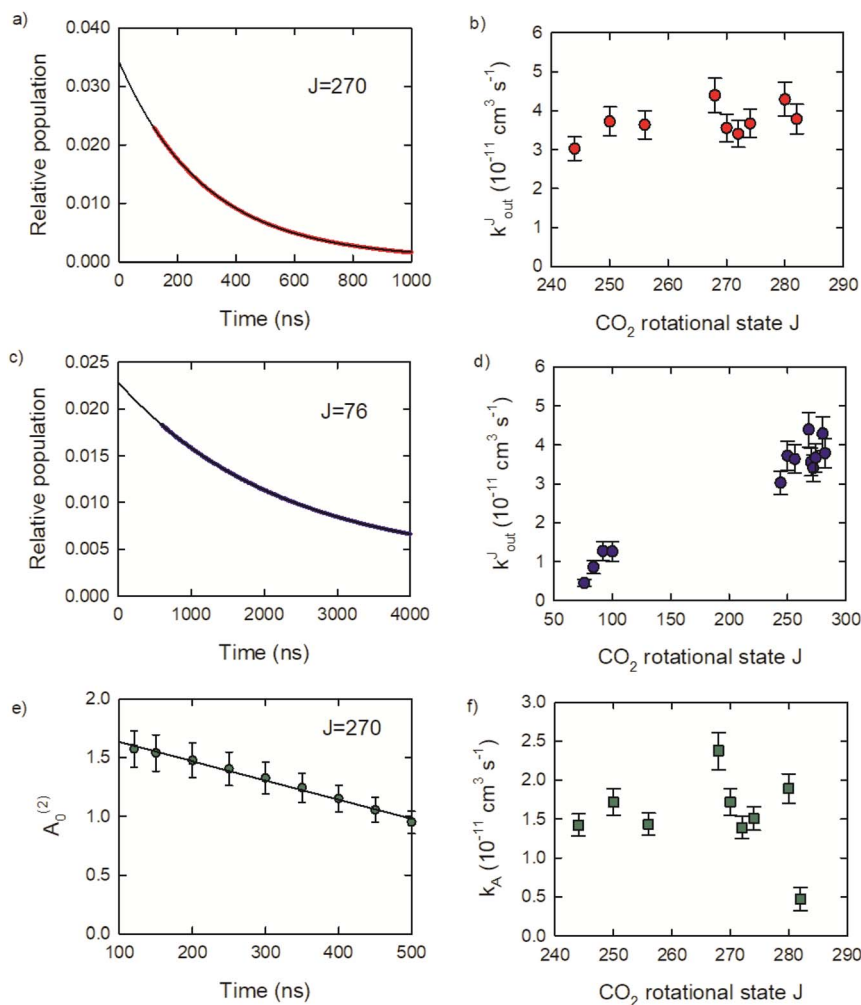 a)
0.040
0.030
0.020
0.010
0.000
Relative population
J=270
0 200 400 600 800 1000
Time (ns)
b)
6
5
4
3
2
1
0
k^J_out (10^-11 cm^3 s^-1)
240 250 260 270 280 290
CO_2 rotational state J
c)
0.025
0.020
0.015
0.010
0.005
0.000
Relative population
J=76
0 1000 2000 3000 4000
Time (ns)
d)
6
5
4
3
2
1
0
k^J_out (10^-11 cm^3 s^-1)
50 100 150 200 250 300
CO_2 rotational state J
e)
2.0
1.5
1.0
0.5
0.0
A_0^(2)
J=270
100 200 300 400 500
Time (ns)
f)
3.0
2.5
2.0
1.5
1.0
0.5
0.0
k_A (10^-11 cm^3 s^-1)
240 250 260 270 280 290
CO_2 rotational state J